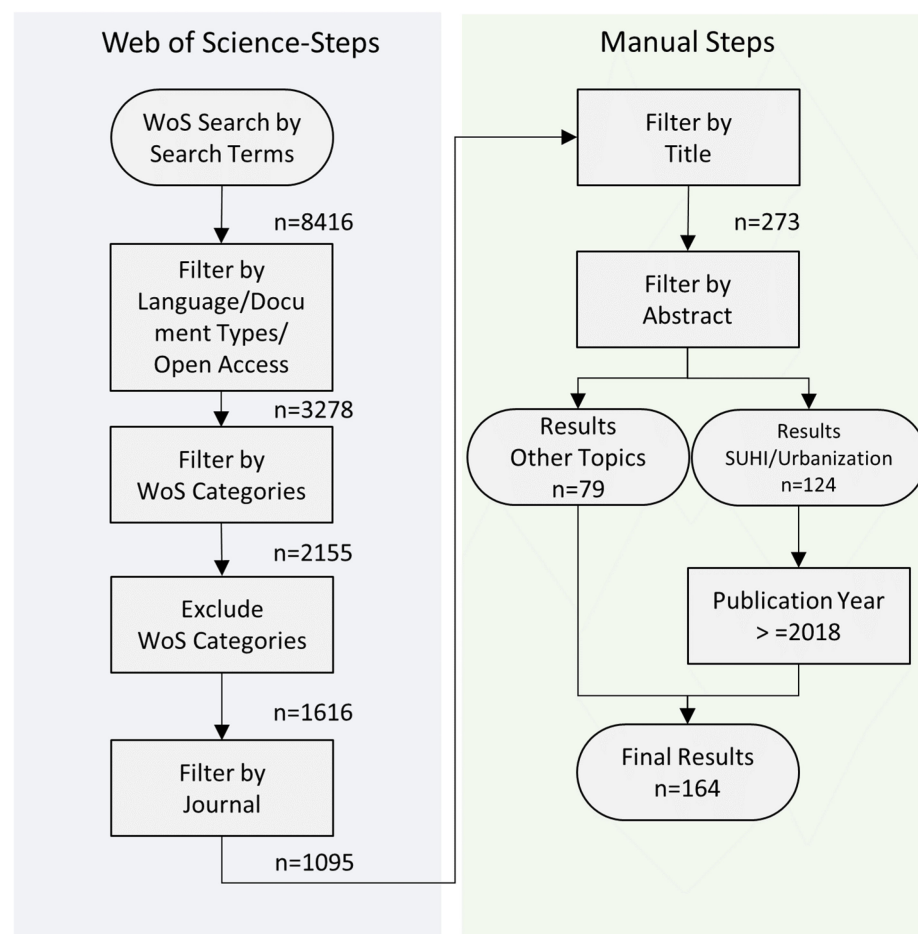 Web of Science-Steps
WoS Search by
Search Terms
n=8416
Filter by
Language/Docu
ment Types/
Open Access
n=3278
Filter by
WoS Categories
n=2155
Exclude
WoS Categories
n=1616
Filter by
Journal
n=1095
Manual Steps
Filter by
Title
n=273
Filter by
Abstract
Results
Other Topics
n=79
Results
SUHI/Urbanization
n=124
Publication Year
> =2018
Final Results
n=164